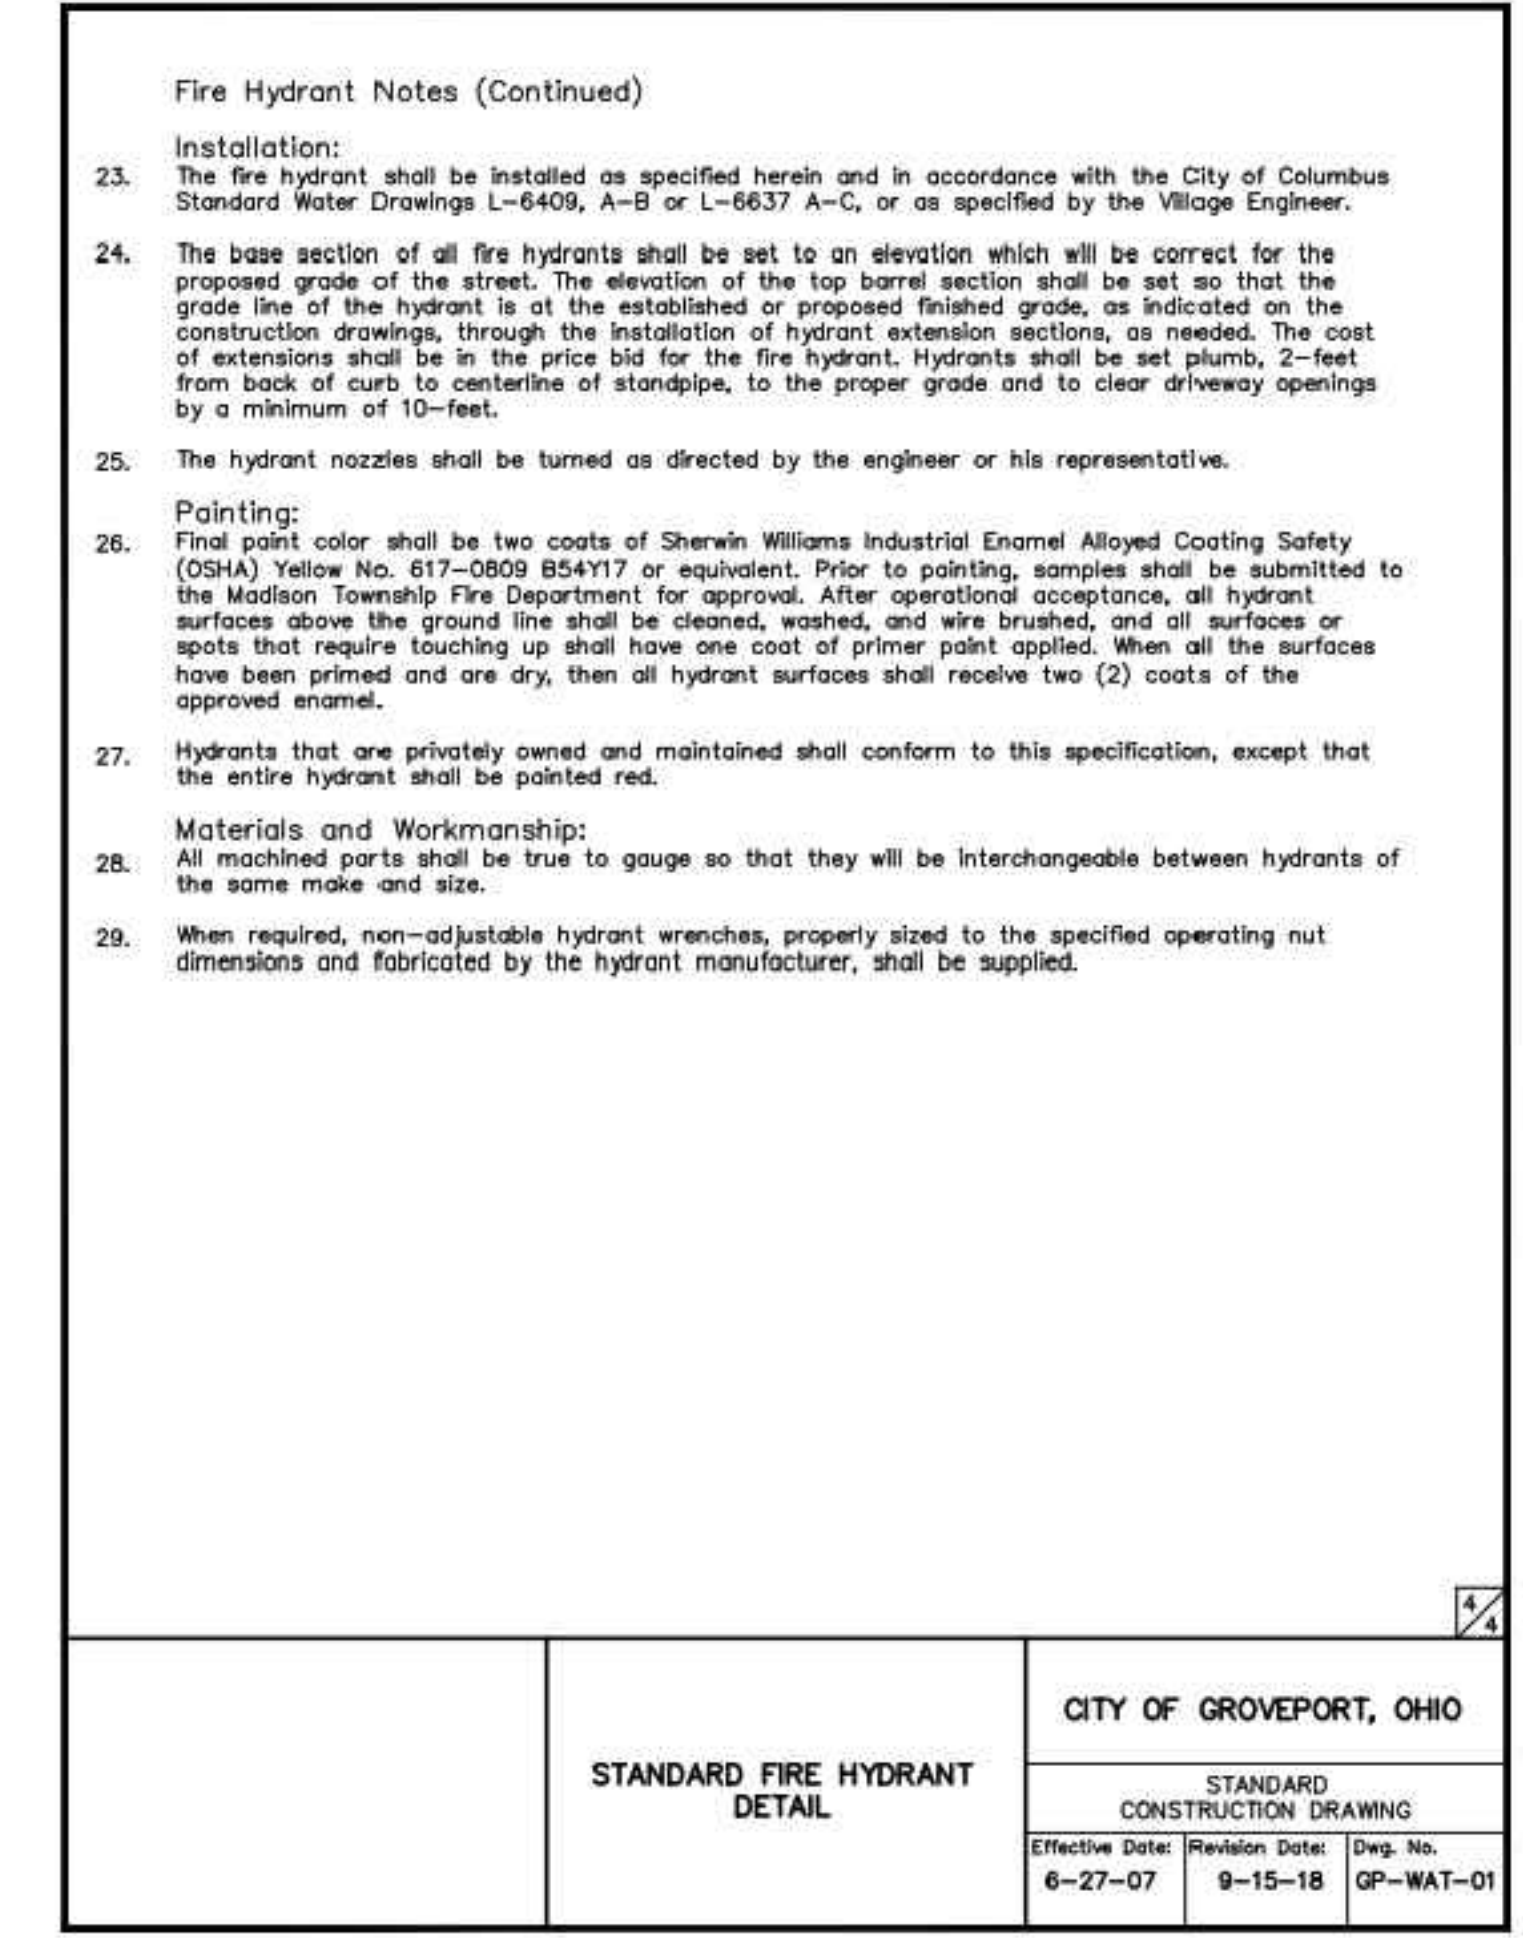 Fire Hydrant Notes (Continued)
Installation:
23. The fire hydrant shall be installed as specified herein and in accordance with the City of Columbus
Standard Water Drawings L-6409, A-B or L-6637 A-C, or as specified by the Village Engineer.
24. The base section of all fire hydrants shall be set to an elevation which will be correct for the
proposed grade of the street. The elevation of the top barrel section shall be set so that the
grade line of the hydrant is at the established or proposed finished grade, as indicated on the
construction drawings, through the installation of hydrant extension sections, as needed. The cost
of extensions shall be in the price bid for the fire hydrant. Hydrants shall be set plumb, 2-feet
from back of curb to centerline of standpipe, to the proper grade and to clear driveway openings
by a minimum of 10-feet.
25. The hydrant nozzles shall be turned as directed by the engineer or his representative.
Painting:
26. Final paint color shall be two coats of Sherwin Williams Industrial Enamel Alloyed Coating Safety
(OSHA) Yellow No. 617-0809 B54Y17 or equivalent. Prior to painting, samples shall be submitted to
the Madison Township Fire Department for approval. After operational acceptance, all hydrant
surfaces above the ground line shall be cleaned, washed, and wire brushed, and all surfaces or
spots that require touching up shall have one coat of primer paint applied. When all the surfaces
have been primed and are dry, then all hydrant surfaces shall receive two (2) coats of the
approved enamel.
27. Hydrants that are privately owned and maintained shall conform to this specification, except that
the entire hydrant shall be painted red.
Materials and Workmanship:
28. All machined parts shall be true to gauge so that they will be interchangeable between hydrants of
the same make and size.
29. When required, non-adjustable hydrant wrenches, properly sized to the specified operating nut
dimensions and fabricated by the hydrant manufacturer, shall be supplied.
4/4
STANDARD FIRE HYDRANT
DETAIL
CITY OF GROVEPORT, OHIO
STANDARD
CONSTRUCTION DRAWING
Effective Date: Revision Date: Dwg. No.
6-27-07 9-15-18 GP-WAT-01